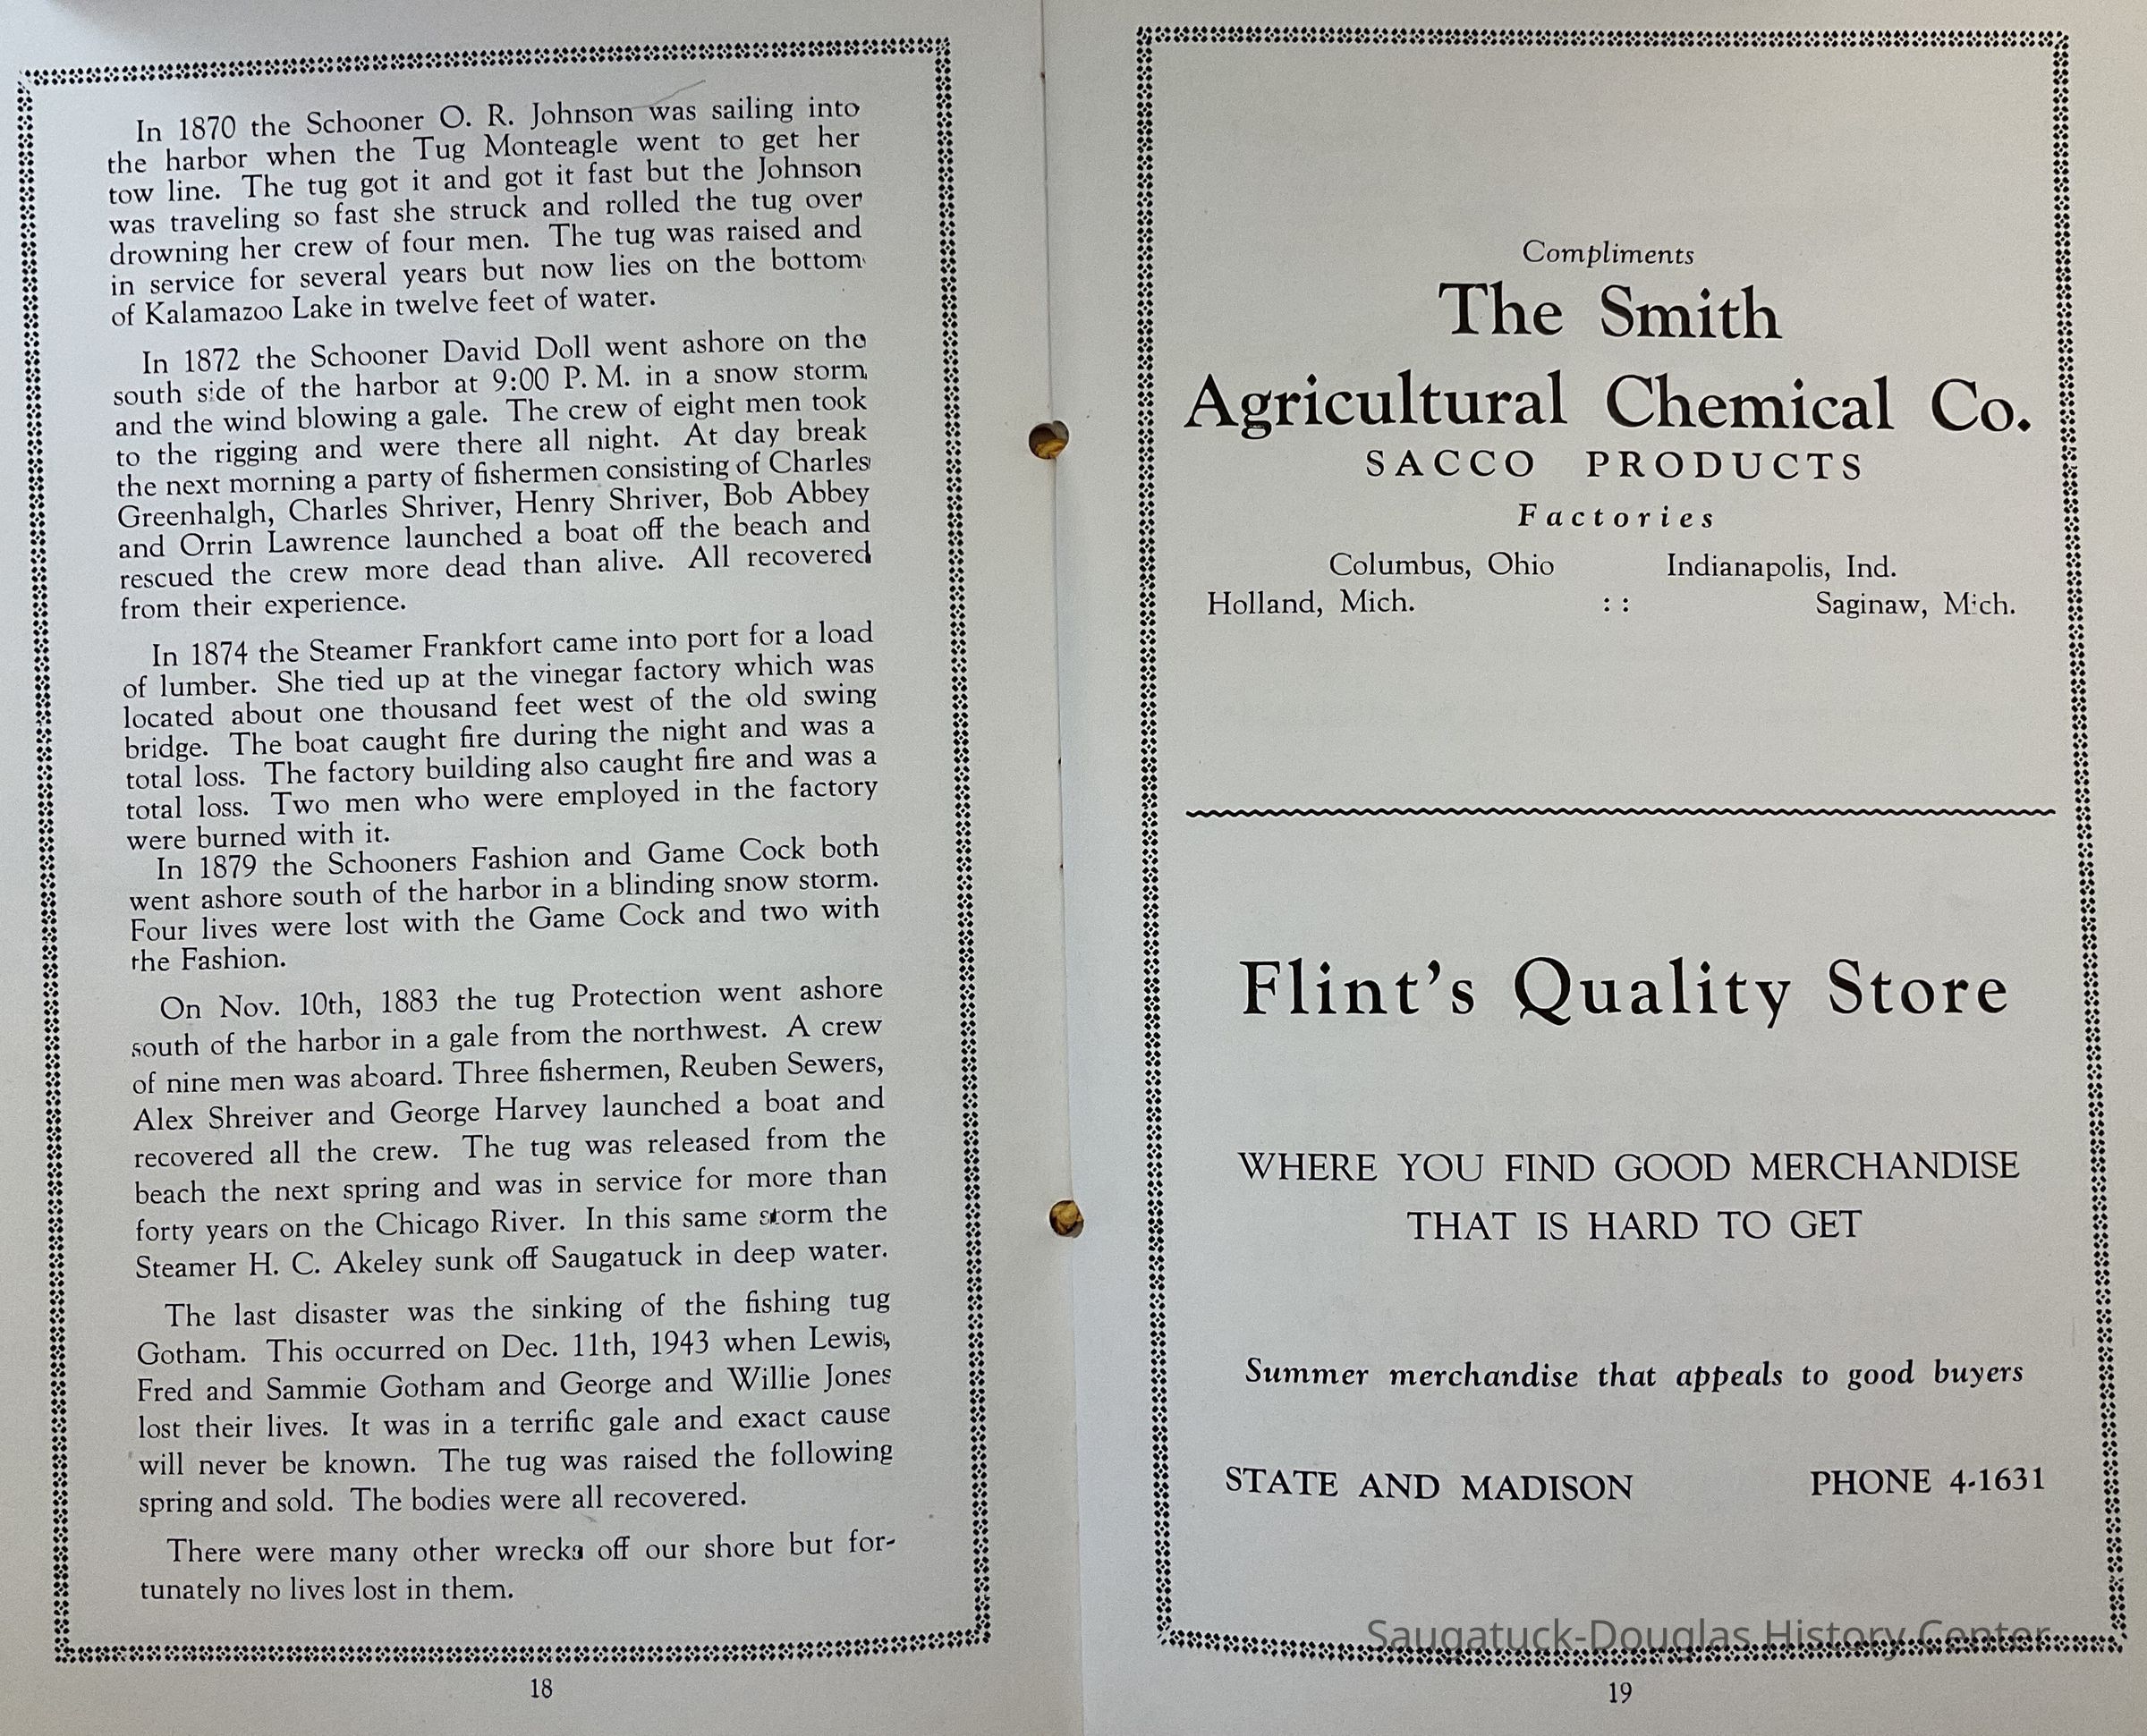 In 1870 the Schooner O. R. Johnson was sailing into
the harbor when the Tug Monteagle went to get her
tow line. The tug got it and got it fast but the Johnson
was traveling so fast she struck and rolled the tug over
drowning her crew of four men. The tug was raised and
in service for several years but now lies on the bottom
of Kalamazoo Lake in twelve feet of water.
In 1872 the Schooner David Doll went ashore on the
south side of the harbor at 9:00 P. M. in a snow storm
and the wind blowing a gale. The crew of eight men took
to the rigging and were there all night. At day break
the next morning a party of fishermen consisting of Charles
Greenhalgh, Charles Shriver, Henry Shriver, Bob Abbey
and Orrin Lawrence launched a boat off the beach and
rescued the crew more dead than alive. All recovered
from their experience.
In 1874 the Steamer Frankfort came into port for a load
of lumber. She tied up at the vinegar factory which was
located about one thousand feet west of the old swing
bridge. The boat caught fire during the night and was a
total loss. The factory building also caught fire and was a
total loss. Two men who were employed in the factory
were burned with it.
In 1879 the Schooners Fashion and Game Cock both
went ashore south of the harbor in a blinding snow storm.
Four lives were lost with the Game Cock and two with
the Fashion.
On Nov. 10th, 1883 the tug Protection went ashore
south of the harbor in a gale from the northwest. A crew
of nine men was aboard. Three fishermen, Reuben Sewers,
Alex Shreiver and George Harvey launched a boat and
recovered all the crew. The tug was released from the
beach the next spring and was in service for more than
forty years on the Chicago River. In this same storm the
Steamer H. C. Akeley sunk off Saugatuck in deep water.
The last disaster was the sinking of the fishing tug
Gotham. This occurred on Dec. 11th, 1943 when Lewis,
Fred and Sammie Gotham and George and Willie Jones
lost their lives. It was in a terrific gale and exact cause
will never be known. The tug was raised the following
spring and sold. The bodies were all recovered.
There were many other wrecks off our shore but for-
tunately no lives lost in them.
18
Compliments
The Smith
Agricultural Chemical Co.
SACCO PRODUCTS
Factories
Columbus, Ohio Indianapolis, Ind.
Holland, Mich. : : Saginaw, Mich.
Flint's Quality Store
WHERE YOU FIND GOOD MERCHANDISE
THAT IS HARD TO GET
Summer merchandise that appeals to good buyers
STATE AND MADISON PHONE 4-1631
Saugatuck-Douglas History Center
19